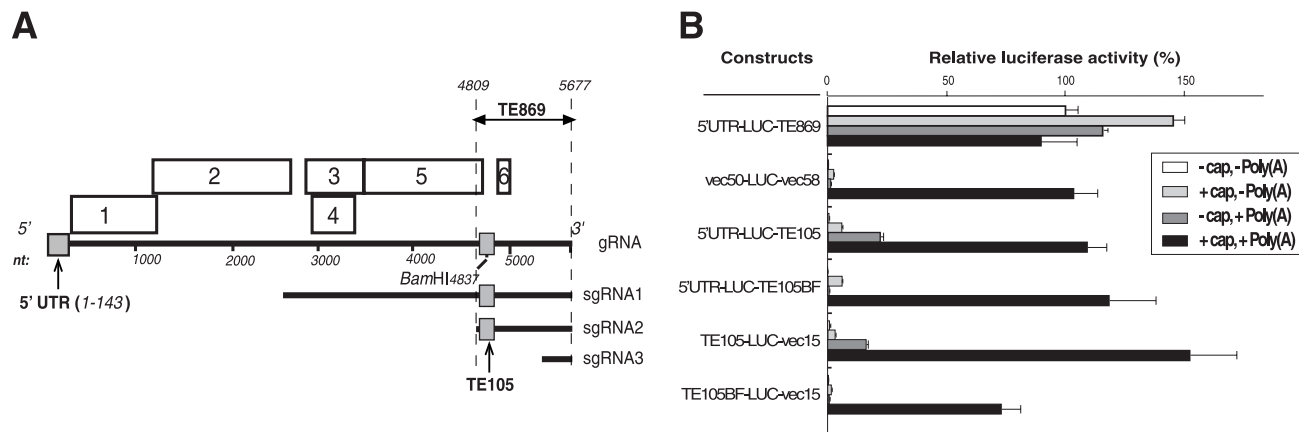 A
4809
5677
TE869
2
3
5
6
1
4
5'
3'
gRNA
nt:
1000
2000
3000
4000
5000
BamHI4837
5' UTR (1-143)
sgRNA1
sgRNA2
sgRNA3
TE105
B
Constructs
Relative luciferase activity (%)
0
50
100
150
5'UTR-LUC-TE869
vec50-LUC-vec58
5'UTR-LUC-TE105
5'UTR-LUC-TE105BF
TE105-LUC-vec15
TE105BF-LUC-vec15
- cap, - Poly(A)
+ cap, - Poly(A)
- cap, + Poly(A)
+ cap, + Poly(A)